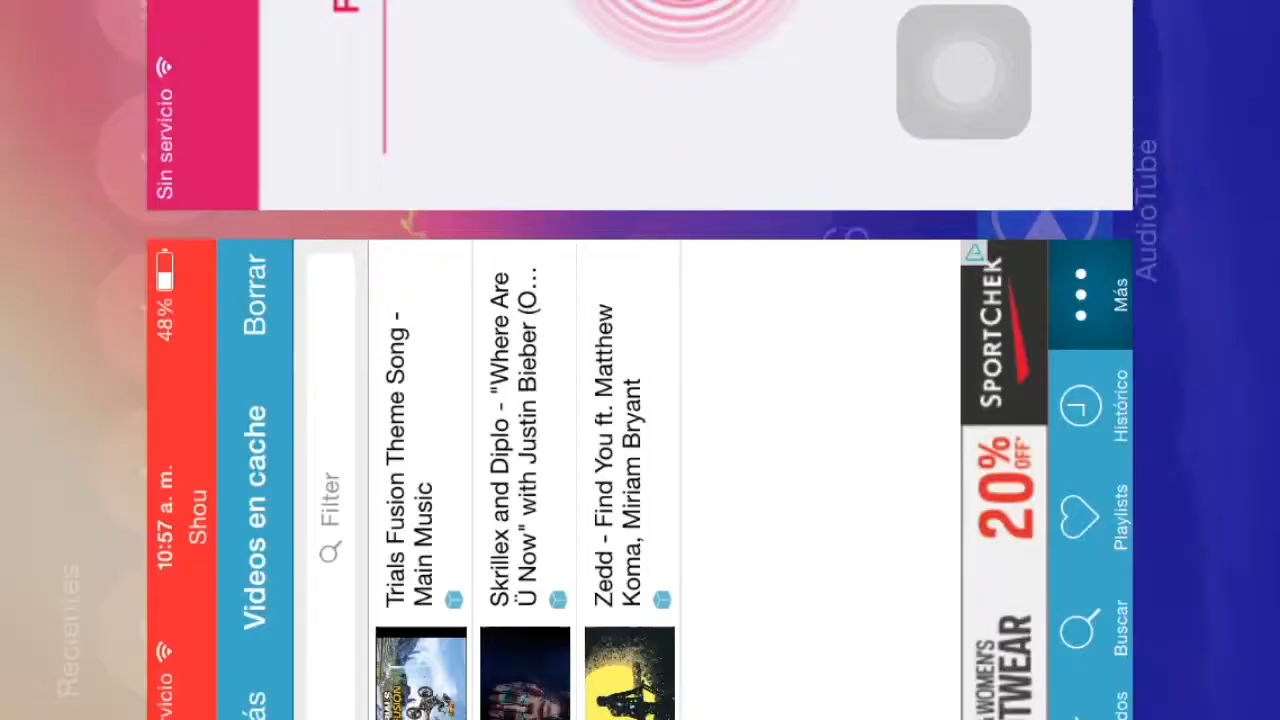 Sin servicio
Recientes
AudioTube
48%
10:57 a. m.
Shou
Borrar
Videos en cache
Filter
Trials Fusion Theme Song -
Main Music
Skrillex and Diplo - "Where Are
Ü Now" with Justin Bieber (O...
Zedd - Find You ft. Matthew
Koma, Miriam Bryant
SPORTCHEK
20%
OFF*
WOMEN'S
Buscar
Playlists
Histórico
Más